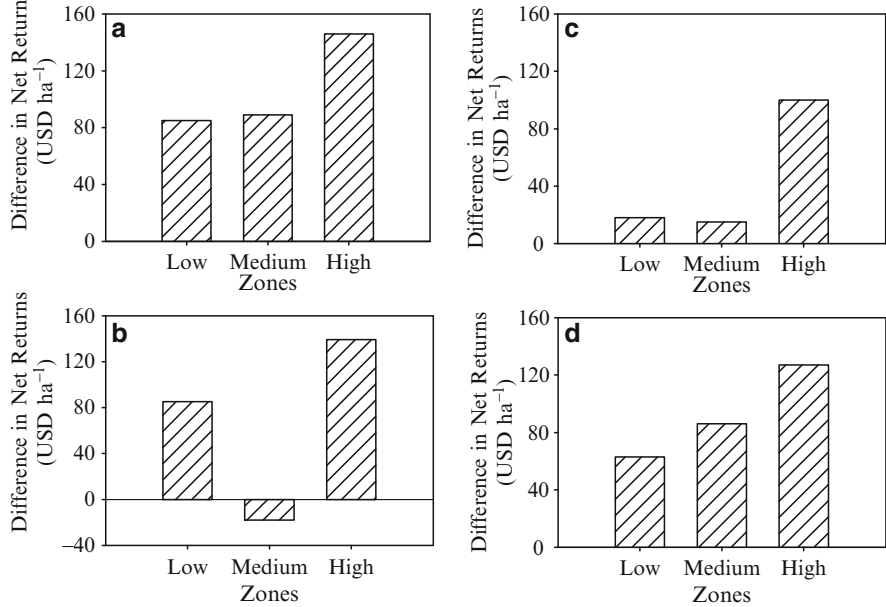 Difference in Net Returns
(USD ha⁻¹)
160
120
80
40
0
a
Low Medium High
Zones
Difference in Net Returns
(USD ha⁻¹)
160
120
80
40
0
−40
b
Low Medium High
Zones
Difference in Net Returns
(USD ha⁻¹)
160
120
80
40
0
c
Low Medium High
Zones
Difference in Net Returns
(USD ha⁻¹)
160
120
80
40
0
d
Low Medium High
Zones